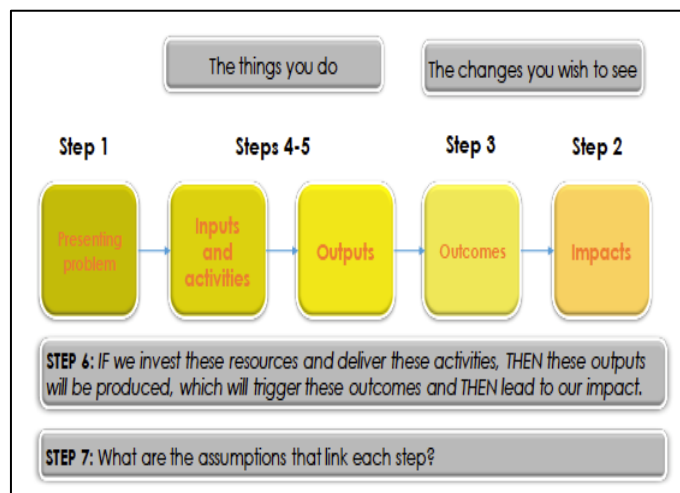 The things you do
The changes you wish to see
Step 1
Steps 4-5
Step 3
Step 2
Presenting
problem
Inputs
and
activities
Outputs
Outcomes
Impacts
STEP 6: IF we invest these resources and deliver these activities, THEN these outputs
will be produced, which will trigger these outcomes and THEN lead to our impact.
STEP 7: What are the assumptions that link each step?